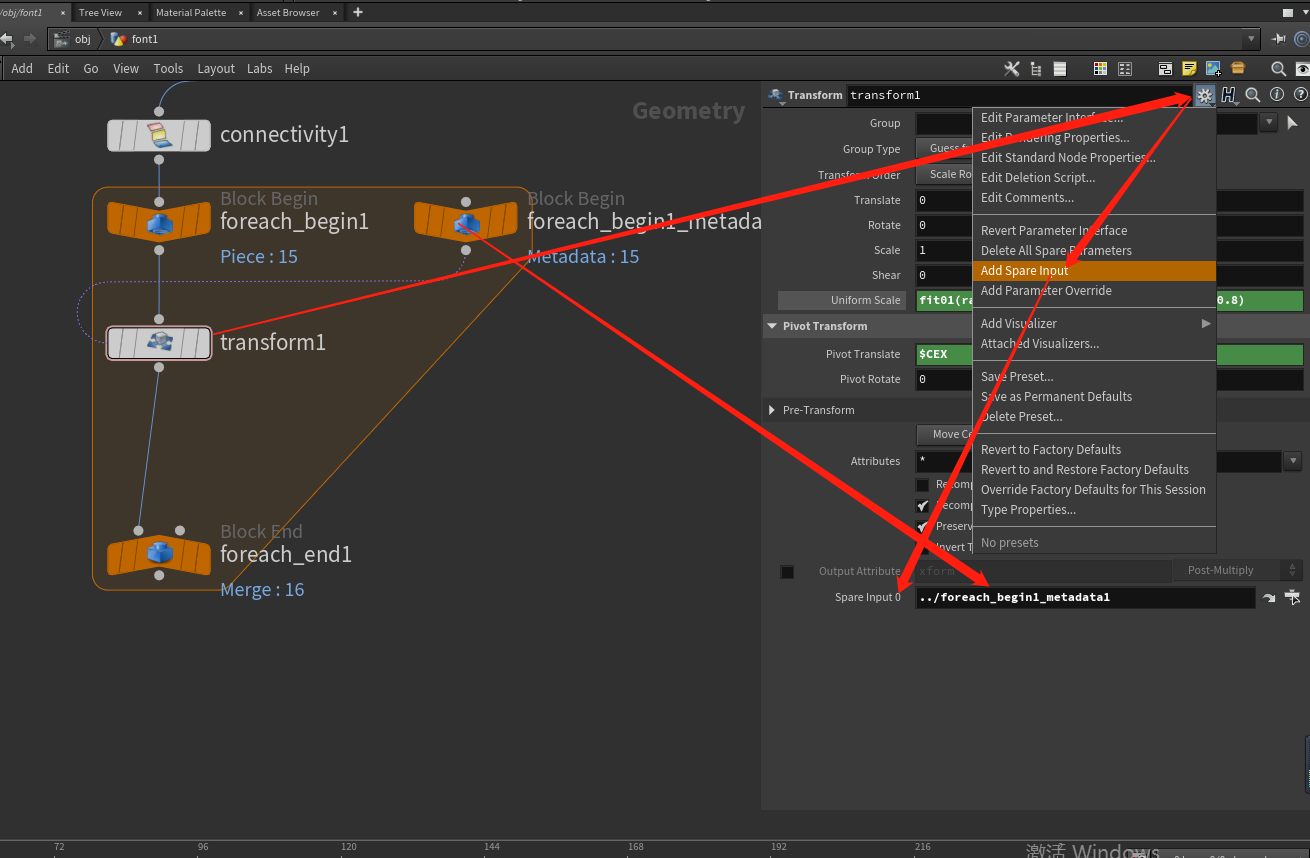 /obj/font1 × Tree View × Material Palette × Asset Browser × +
obj font1
Add Edit Go View Tools Layout Labs Help
Geometry
connectivity1
Block Begin
foreach_begin1
Piece : 15
Block Begin
foreach_begin1_metada
Metadata : 15
transform1
Block End
foreach_end1
Merge : 16
Transform transform1
Group
Group Type Guess f
Transform Order Scale Ro
Translate 0
Rotate 0
Scale 1
Shear 0
Uniform Scale fit01(ra 0.8)
Pivot Transform
Pivot Translate $CEX
Pivot Rotate 0
Pre-Transform
Move Ce
Attributes *
Recomp
Recomp
Preserv
Invert T
Output Attribute xform Post-Multiply
Spare Input 0 ../foreach_begin1_metadata1
Edit Parameter Interface...
Edit Rendering Properties...
Edit Standard Node Properties...
Edit Deletion Script...
Edit Comments...
Revert Parameter Interface
Delete All Spare Parameters
Add Spare Input
Add Parameter Override
Add Visualizer
Attached Visualizers...
Save Preset...
Save as Permanent Defaults
Delete Preset...
Revert to Factory Defaults
Revert to and Restore Factory Defaults
Override Factory Defaults for This Session
Type Properties...
No presets
72 96 120 144 168 192 216
激活 Windows